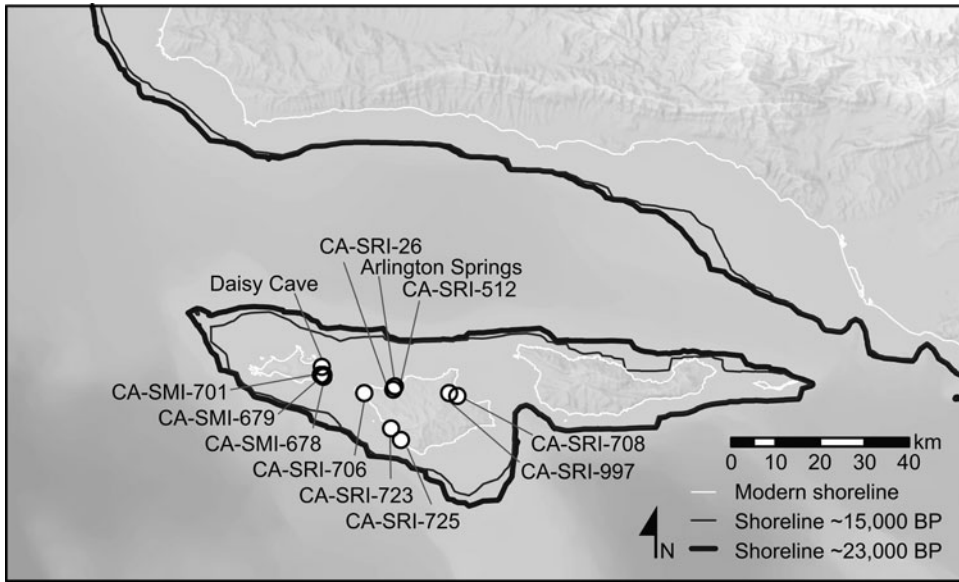 CA-SRI-26
Arlington Springs
CA-SRI-512
Daisy Cave
CA-SMI-701
CA-SMI-679
CA-SMI-678
CA-SRI-706
CA-SRI-723
CA-SRI-725
CA-SRI-708
CA-SRI-997
km
0 10 20 30 40
N
Modern shoreline
Shoreline ~15,000 BP
Shoreline ~23,000 BP